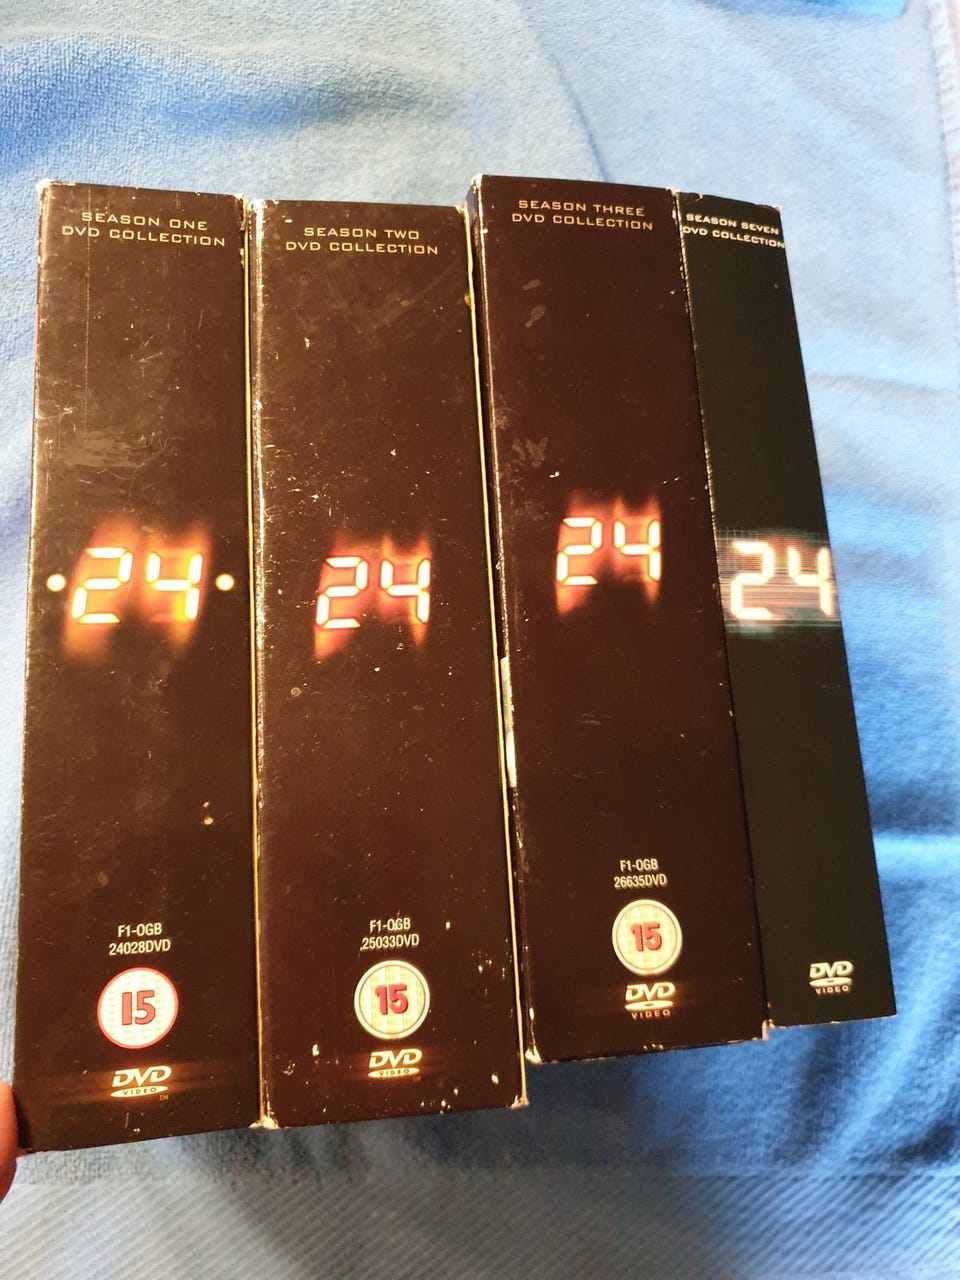 SEASON ONE
DVD COLLECTION
24
F1-OGB
24028DVD
15
DVD
VIDEO
TM
SEASON TWO
DVD COLLECTION
24
F1-OGB
25033DVD
15
DVD
VIDEO
SEASON THREE
DVD COLLECTION
24
F1-OGB
26635DVD
15
DVD
VIDEO
SEASON SEVEN
DVD COLLECTION
24
DVD
VIDEO